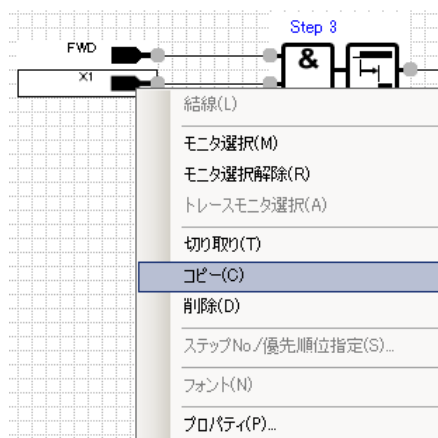 Step 3
FWD
&
X1
結線(L)
モニタ選択(M)
モニタ選択解除(R)
トレースモニタ選択(A)
切り取り(T)
コピー(C)
削除(D)
ステップNo./優先順位指定(S)...
フォント(N)
プロパティ(P)...